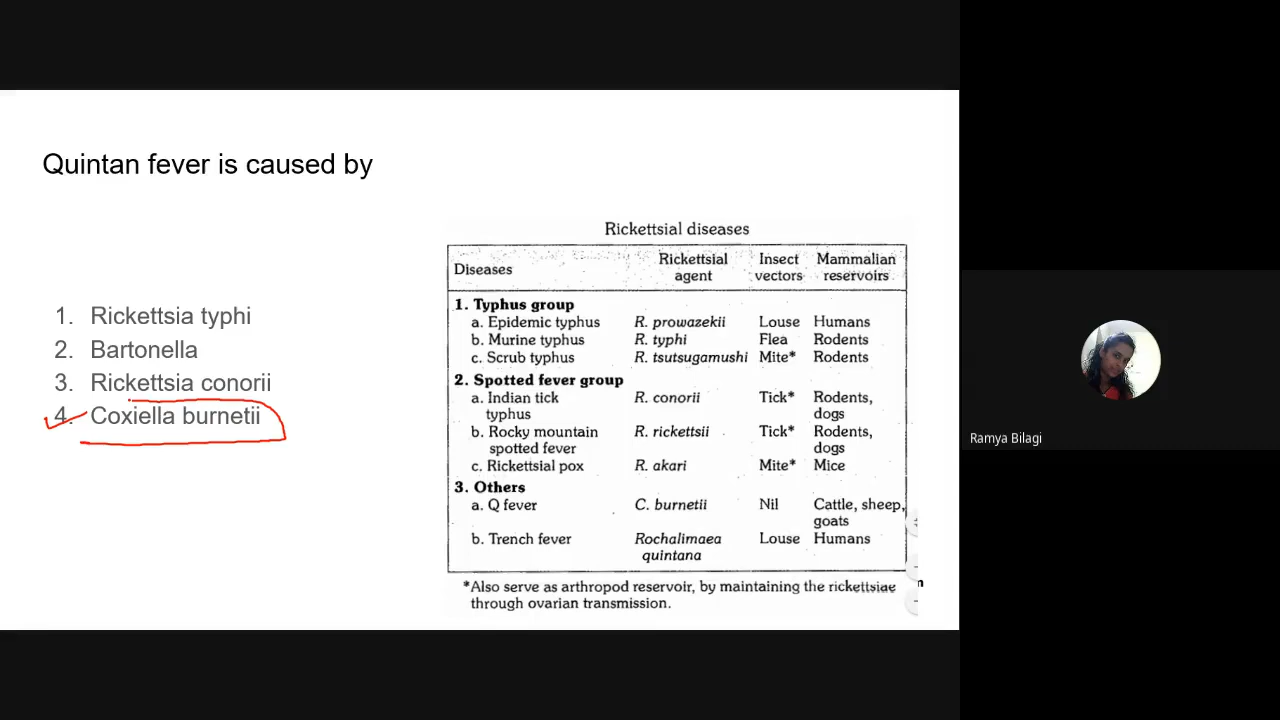 Quintan fever is caused by
1. Rickettsia typhi
2. Bartonella
3. Rickettsia conorii
4. Coxiella burnetii
Rickettsial diseases
Diseases Rickettsial agent Insect vectors Mammalian reservoirs
1. Typhus group
a. Epidemic typhus R. prowazekii Louse Humans
b. Murine typhus R. typhi Flea Rodents
c. Scrub typhus R. tsutsugamushi Mite* Rodents
2. Spotted fever group
a. Indian tick R. conorii Tick* Rodents,
typhus dogs
b. Rocky mountain R. rickettsii Tick* Rodents,
spotted fever dogs
c. Rickettsial pox R. akari Mite* Mice
3. Others
a. Q fever C. burnetii Nil Cattle, sheep,
goats
b. Trench fever Rochalimaea Louse Humans
quintana
*Also serve as arthropod reservoir, by maintaining the rickettsiae
through ovarian transmission.
Ramya Bilagi